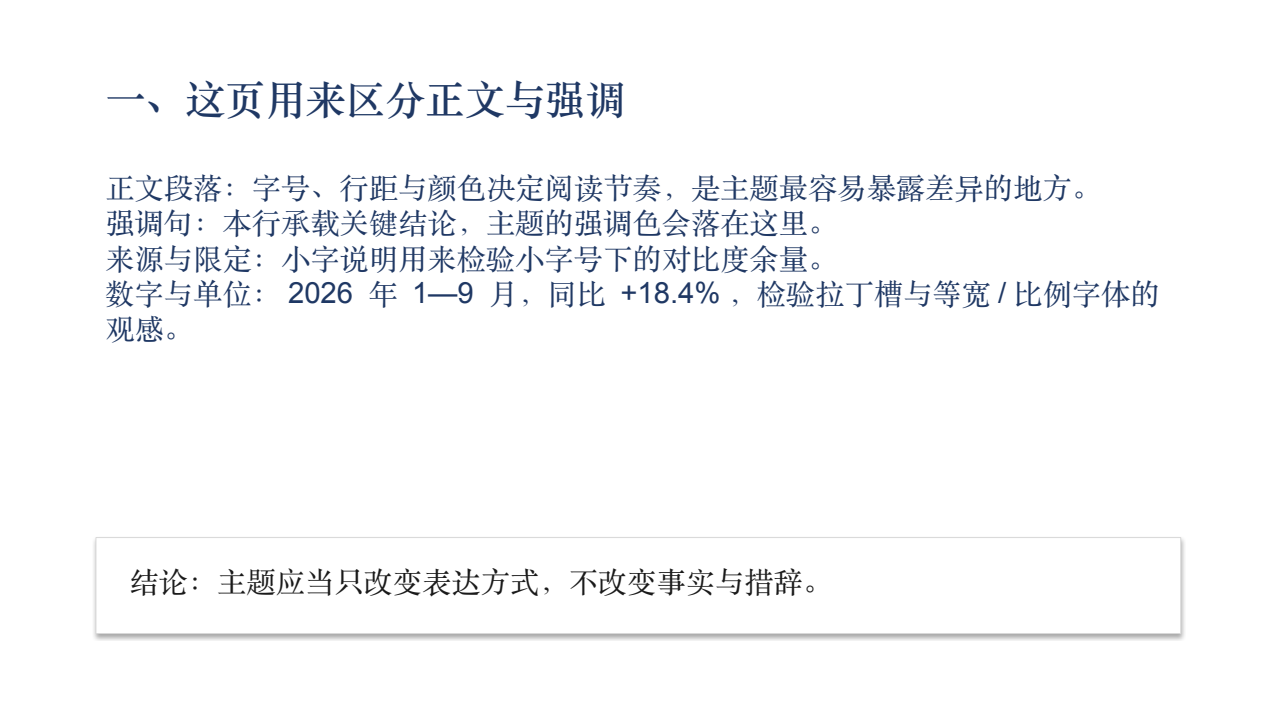 一、这页用来区分正文与强调
正文段落：字号、行距与颜色决定阅读节奏，是主题最容易暴露差异的地方。
强调句：本行承载关键结论，主题的强调色会落在这里。
来源与限定：小字说明用来检验小字号下的对比度余量。
数字与单位： 2026 年 1—9 月，同比 +18.4% ，检验拉丁槽与等宽 / 比例字体的
观感。
结论：主题应当只改变表达方式，不改变事实与措辞。